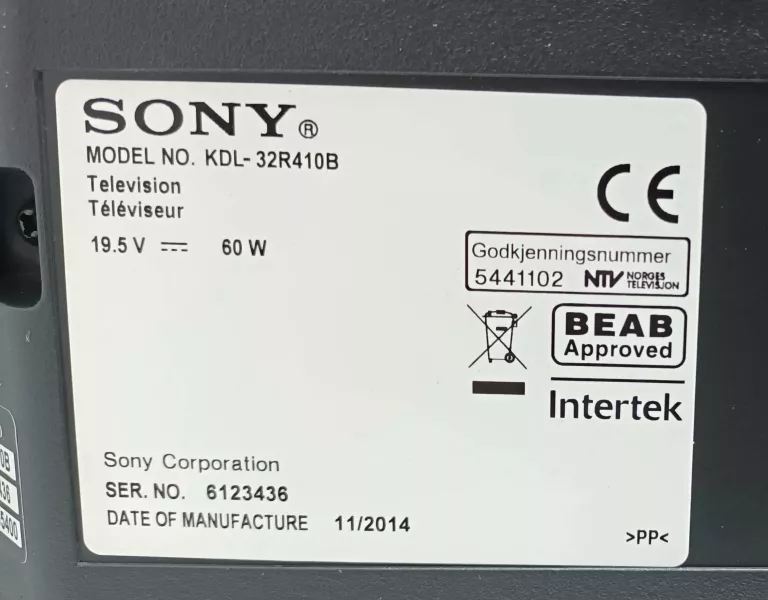 SONY®
MODEL NO. KDL-32R410B
Television
Téléviseur
19.5 V 60 W
CE
Godkjenningsnummer
5441102 NTV NORGES TELEVISJON
BEAB
Approved
Intertek
Sony Corporation
SER. NO. 6123436
DATE OF MANUFACTURE 11/2014
>PP<